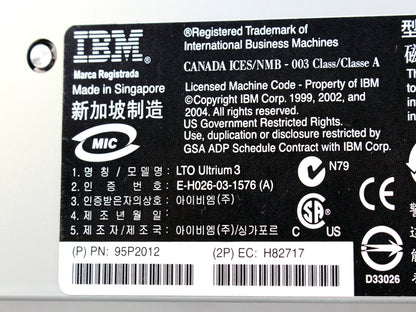 IBM
®Registered Trademark of
International Business Machines
Marca Registrada
Made in Singapore
新加坡制造
CANADA ICES/NMB - 003 Class/Classe A
Licensed Machine Code - Property of IBM
©Copyright IBM Corp. 1999, 2002, and
2004. All rights reserved.
US Government Restricted Rights.
Use, duplication or disclosure restricted by
GSA ADP Schedule Contract with IBM Corp.
MIC
1. 명칭 / 모델명 : LTO Ultrium 3
2. 인 증 번 호 : E-H026-03-1576 (A)
3. 인증받은자의상호 : 아이비엠(주)
4. 제 조 년 월 일 :
5. 제조자/제조국가 : 아이비엠(주)/싱가포르
N79
SA
C US
D33026
(P) PN: 95P2012
(2P) EC: H82717
型
磁
This